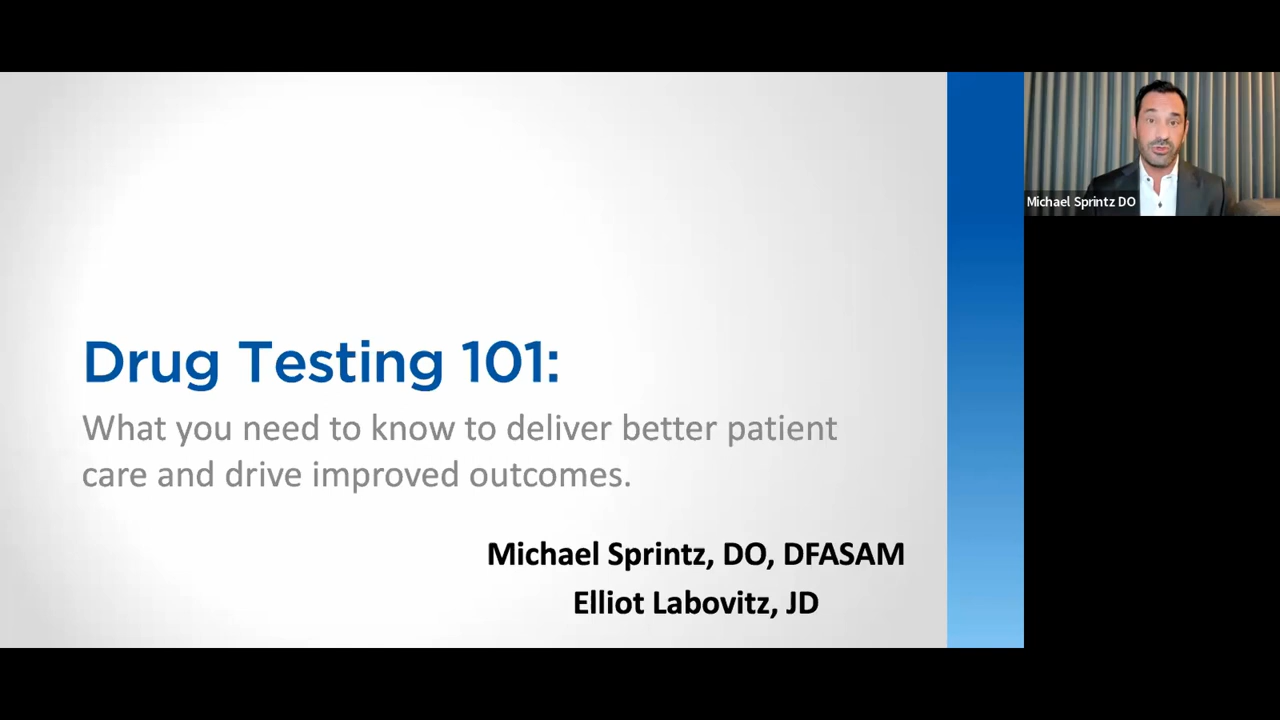 Drug Testing 101:
What you need to know to deliver better patient
care and drive improved outcomes.
Michael Sprintz, DO, DFASAM
Elliot Labovitz, JD
Michael Sprintz DO